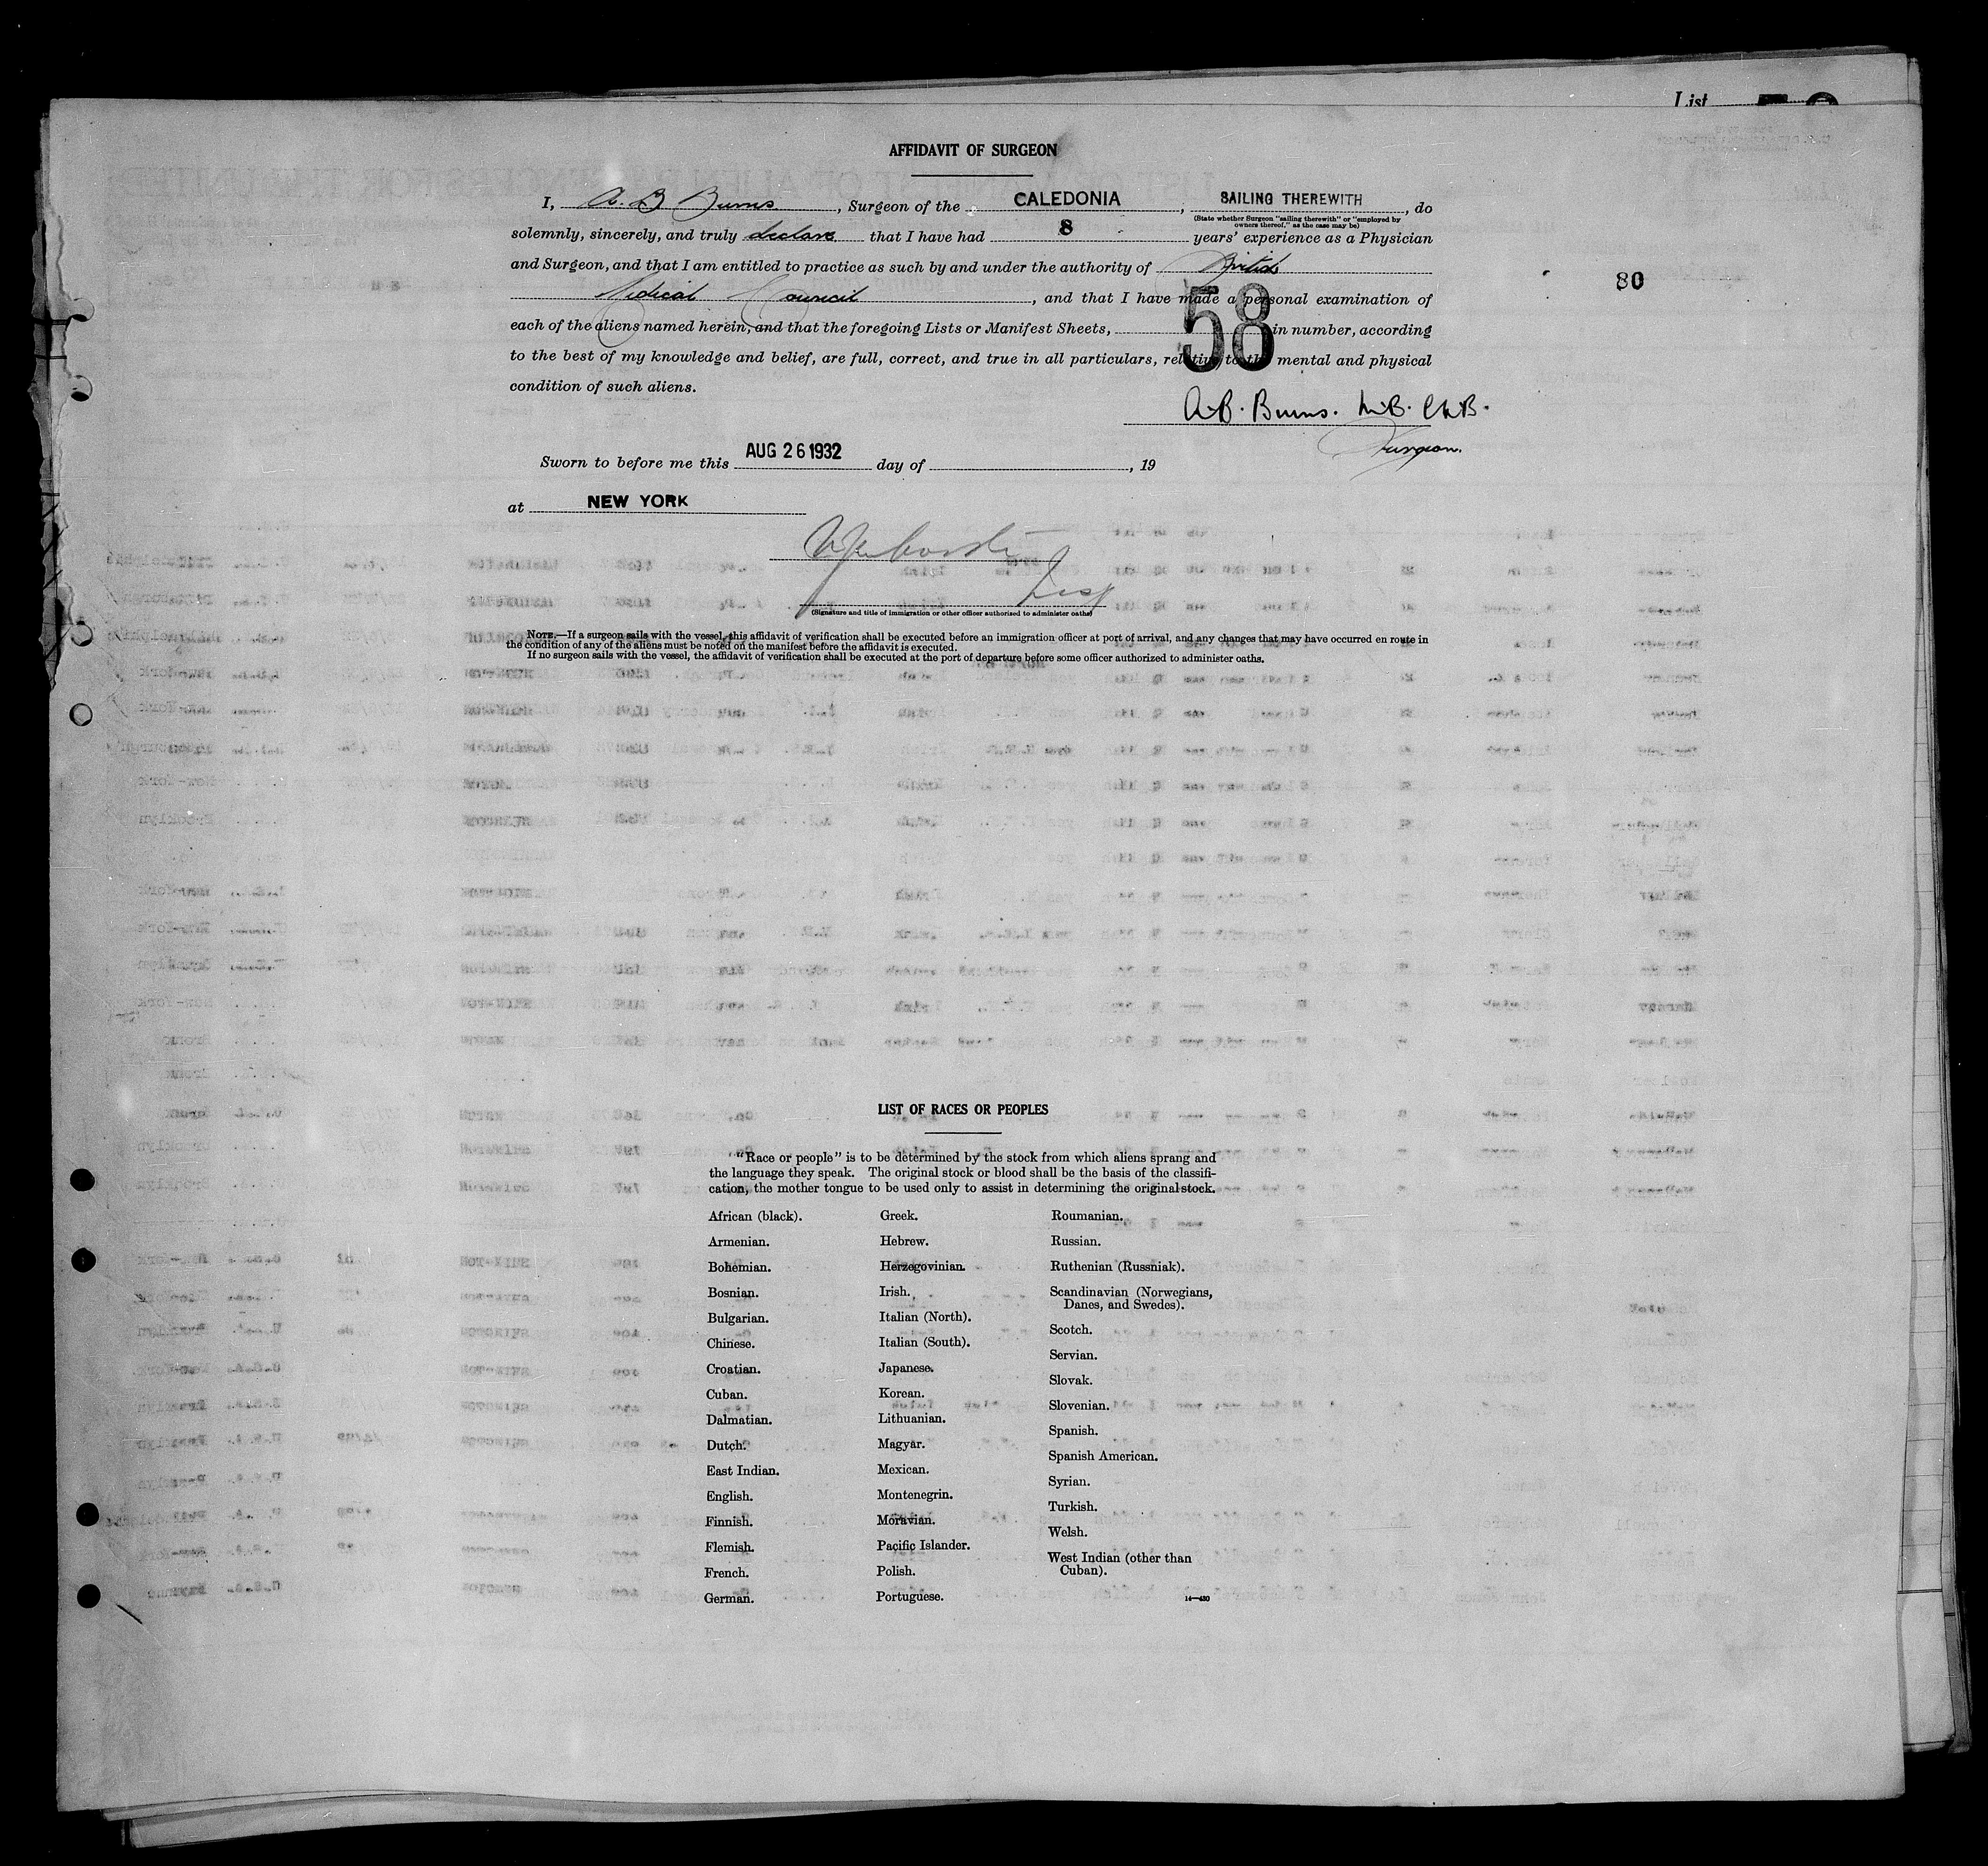 List
AFFIDAVIT OF SURGEON
I, A. B Burns, Surgeon of the CALEDONIA, SAILING THEREWITH, do
(State whether Surgeon "sailing therewith" or "employed by
owners thereof," as the case may be)
solemnly, sincerely, and truly declare that I have had 8 years' experience as a Physician
and Surgeon, and that I am entitled to practice as such by and under the authority of British
Medical Council, and that I have made a personal examination of
80
each of the aliens named herein, and that the foregoing Lists or Manifest Sheets, 58 in number, according
to the best of my knowledge and belief, are full, correct, and true in all particulars, relative to the mental and physical
condition of such aliens.
A.B. Burns. M.B. Ch.B.
Surgeon.
Sworn to before me this AUG 26 1932 day of , 19
at NEW YORK
Insp
(Signature and title of immigration or other officer authorized to administer oaths)
NOTE.—If a surgeon sails with the vessel, this affidavit of verification shall be executed before an immigration officer at port of arrival, and any changes that may have occurred en route in
the condition of any of the aliens must be noted on the manifest before the affidavit is executed.
If no surgeon sails with the vessel, the affidavit of verification shall be executed at the port of departure before some officer authorized to administer oaths.
LIST OF RACES OR PEOPLES
"Race or people" is to be determined by the stock from which aliens sprang and
the language they speak. The original stock or blood shall be the basis of the classifi-
cation, the mother tongue to be used only to assist in determining the original stock.
African (black).
Armenian.
Bohemian.
Bosnian.
Bulgarian.
Chinese.
Croatian.
Cuban.
Dalmatian.
Dutch.
East Indian.
English.
Finnish.
Flemish.
French.
German.
Greek.
Hebrew.
Herzegovinian.
Irish.
Italian (North).
Italian (South).
Japanese.
Korean.
Lithuanian.
Magyar.
Mexican.
Montenegrin.
Moravian.
Pacific Islander.
Polish.
Portuguese.
Roumanian.
Russian.
Ruthenian (Russniak).
Scandinavian (Norwegians,
Danes, and Swedes).
Scotch.
Servian.
Slovak.
Slovenian.
Spanish.
Spanish American.
Syrian.
Turkish.
Welsh.
West Indian (other than
Cuban).
14—430